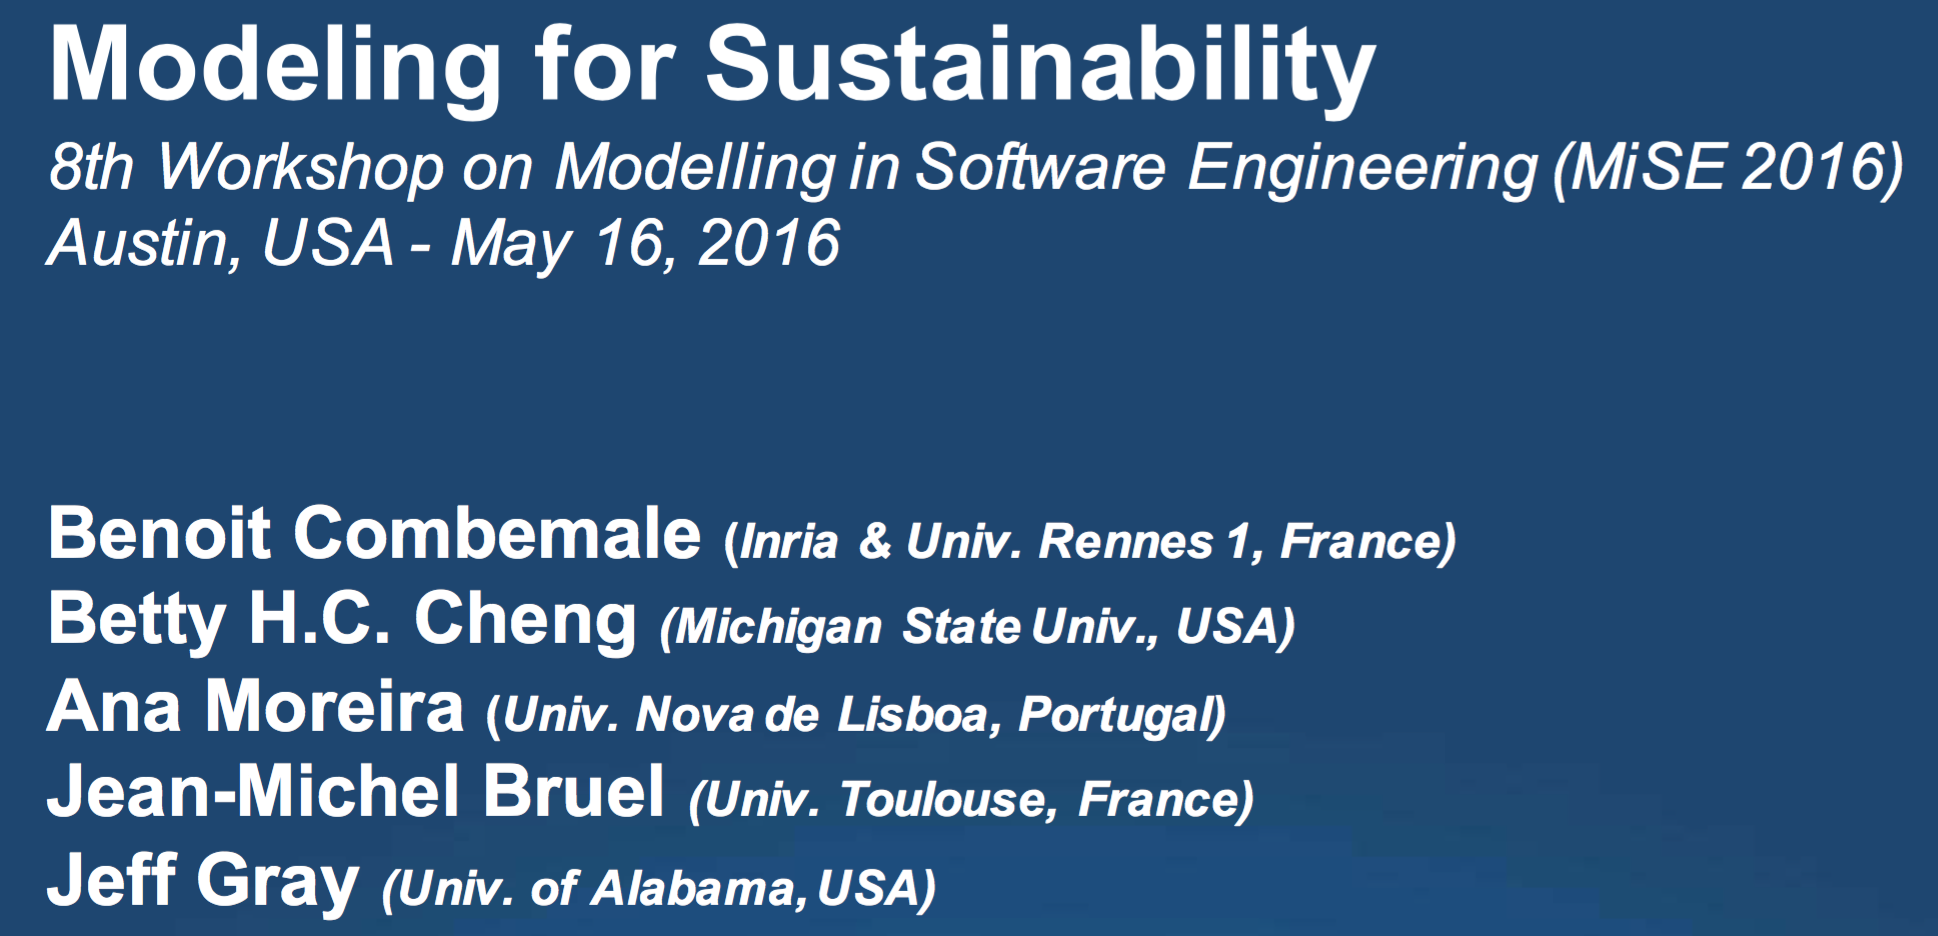 Modeling for Sustainability
8th Workshop on Modelling in Software Engineering (MiSE 2016)
Austin, USA - May 16, 2016
Benoit Combemale (Inria & Univ. Rennes 1, France)
Betty H.C. Cheng (Michigan State Univ., USA)
Ana Moreira (Univ. Nova de Lisboa, Portugal)
Jean-Michel Bruel (Univ. Toulouse, France)
Jeff Gray (Univ. of Alabama, USA)